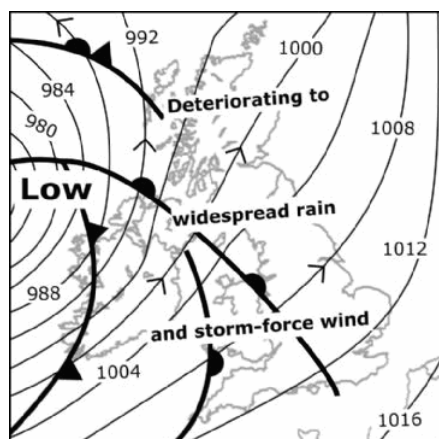 992
1000
984
Deteriorating to
980
1008
Low
widespread rain
1012
988
and storm-force wind
1004
1016